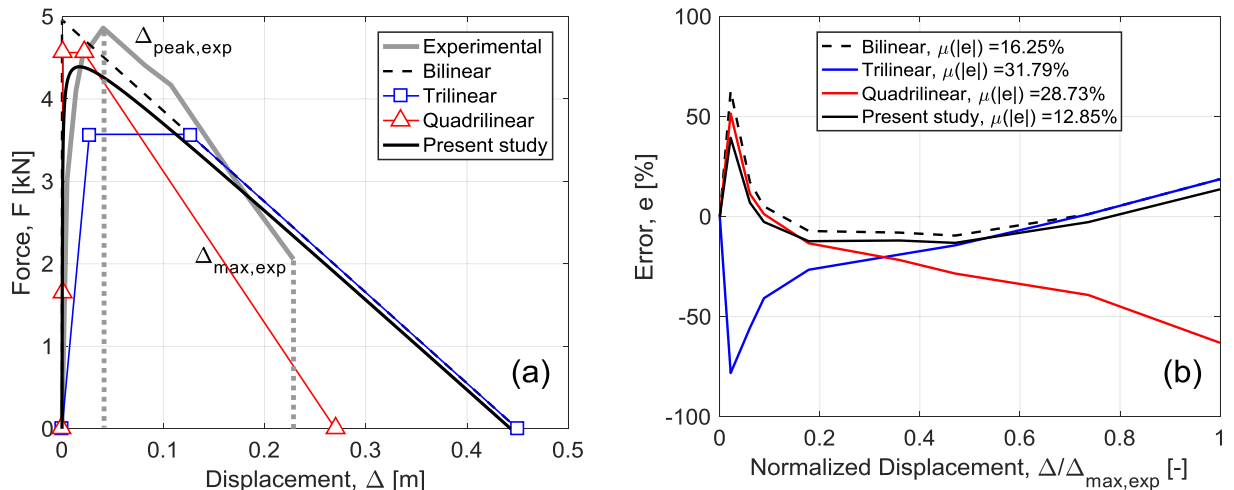 5
4
3
2
1
0
0
0.1
0.2
0.3
0.4
0.5
Force, F [kN]
Displacement, Δ [m]
Δpeak,exp
Δmax,exp
Experimental
Bilinear
Trilinear
Quadrilinear
Present study
(a)
100
50
0
-50
-100
0
0.2
0.4
0.6
0.8
1
Error, e [%]
Normalized Displacement, Δ/Δmax,exp [-]
Bilinear, μ(|e|) =16.25%
Trilinear, μ(|e|) =31.79%
Quadrilinear, μ(|e|) =28.73%
Present study, μ(|e|) =12.85%
(b)